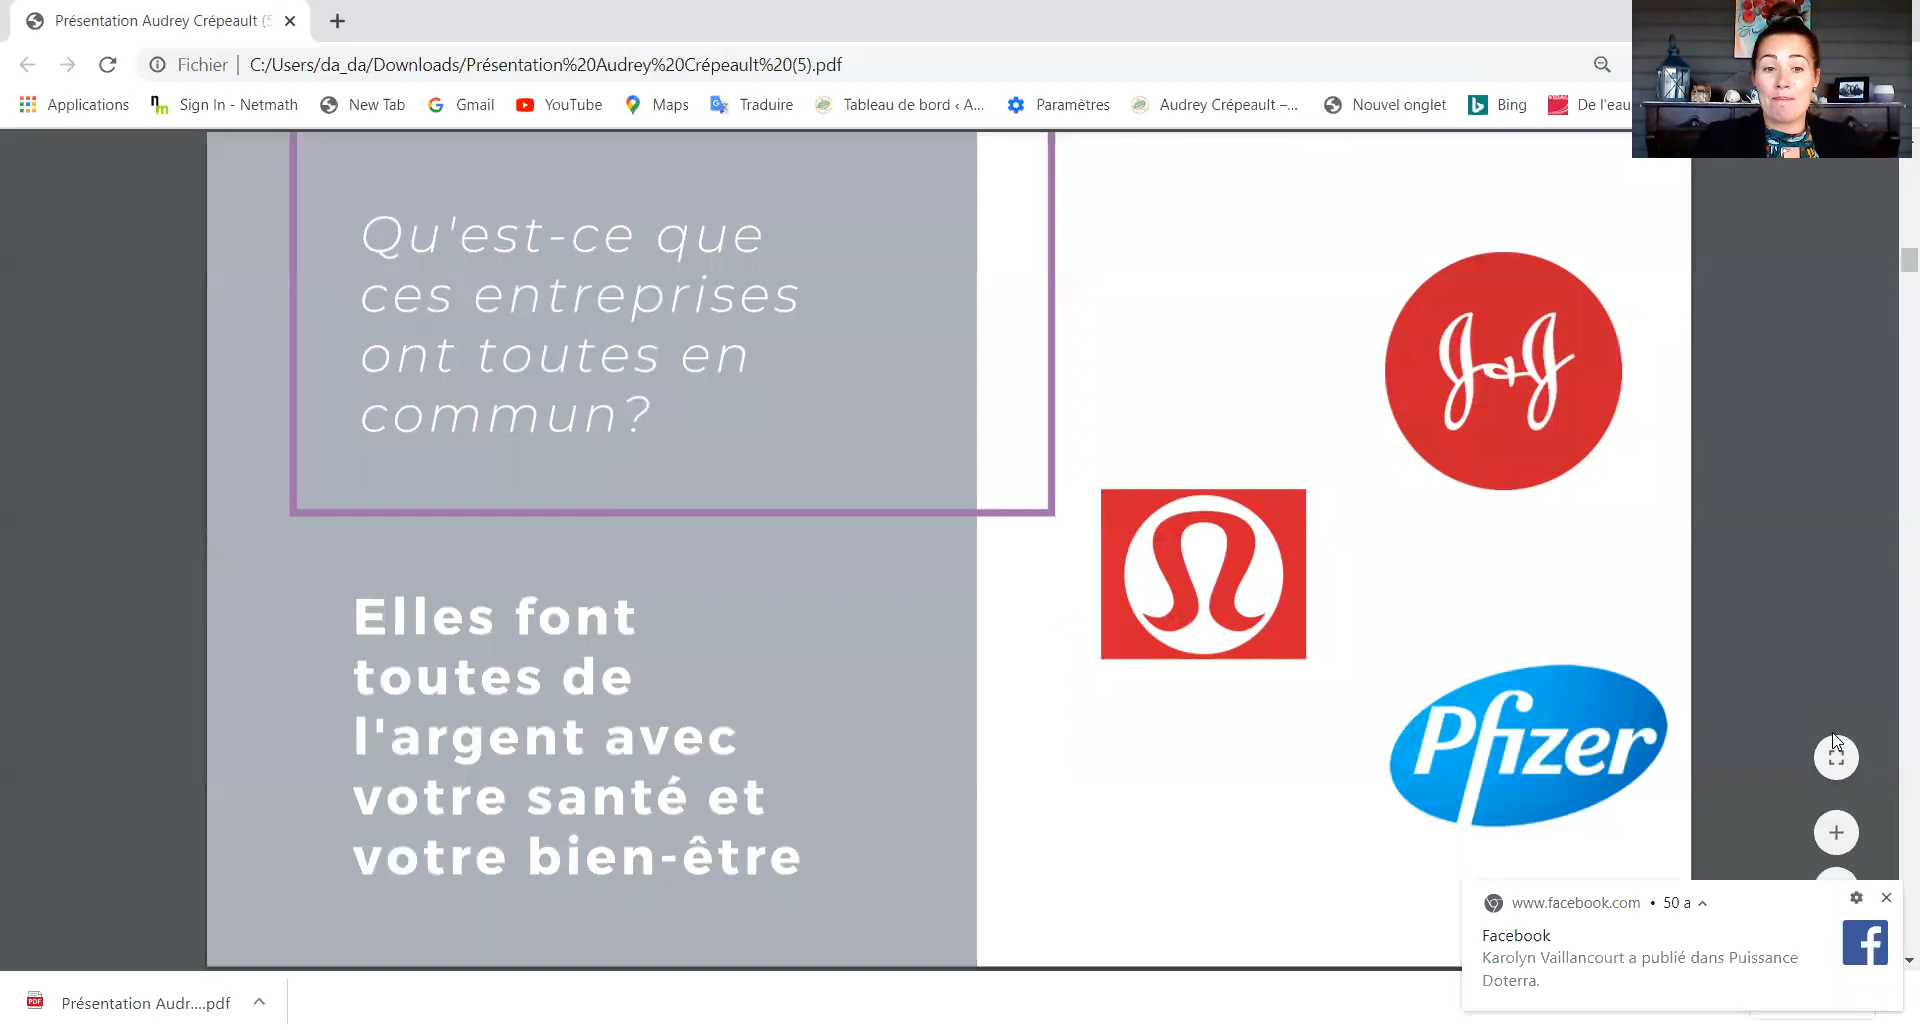 Présentation Audrey Crépeault (5
Fichier
C:/Users/da_da/Downloads/Présentation%20Audrey%20Crépeault%20(5).pdf
Applications
Sign In - Netmath
New Tab
Gmail
YouTube
Maps
Traduire
Tableau de bord ‹ A...
Paramètres
Audrey Crépeault –...
Nouvel onglet
Bing
De l'eau
Qu'est-ce que
ces entreprises
ont toutes en
commun?
Elles font
toutes de
l'argent avec
votre santé et
votre bien-être
J&J
Pfizer
www.facebook.com • 50 a
Facebook
Karolyn Vaillancourt a publié dans Puissance
Doterra.
PDF
Présentation Audr....pdf